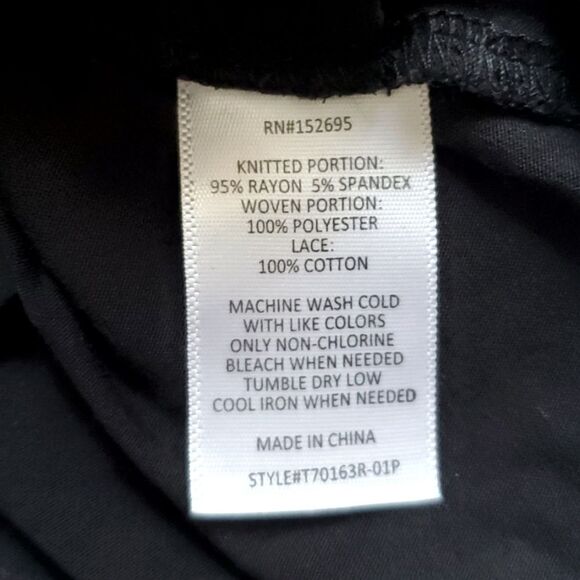 RN#152695
KNITTED PORTION:
95% RAYON 5% SPANDEX
WOVEN PORTION:
100% POLYESTER
LACE:
100% COTTON
MACHINE WASH COLD
WITH LIKE COLORS
ONLY NON-CHLORINE
BLEACH WHEN NEEDED
TUMBLE DRY LOW
COOL IRON WHEN NEEDED
MADE IN CHINA
STYLE#T70163R-01P